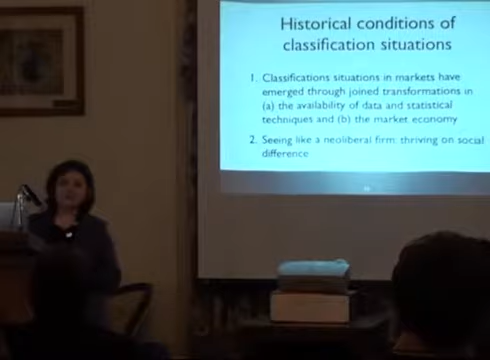 Historical conditions of
classification situations
1. Classifications situations in markets have
emerged through joined transformations in
(a) the availability of data and statistical
techniques and (b) the market economy
2. Seeing like a neoliberal firm: thriving on social
difference